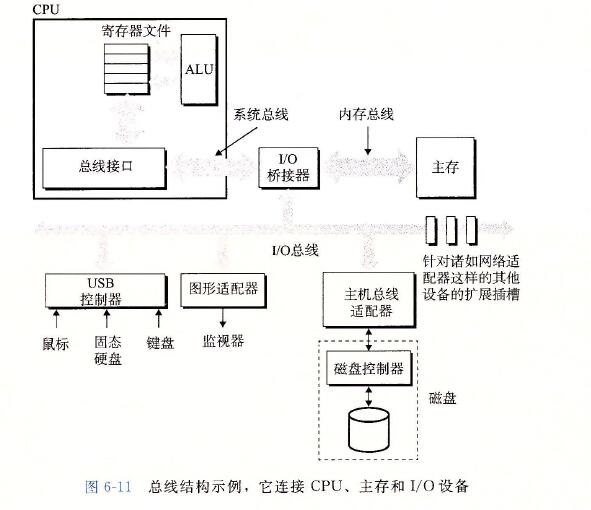 CPU
寄存器文件
ALU
系统总线
内存总线
总线接口
I/O
桥接器
主存
I/O总线
针对诸如网络适
配器这样的其他
设备的扩展插槽
USB
控制器
图形适配器
主机总线
适配器
鼠标
固态
硬盘
键盘
监视器
磁盘控制器
磁盘
图 6-11 总线结构示例，它连接 CPU、主存和 I/O 设备